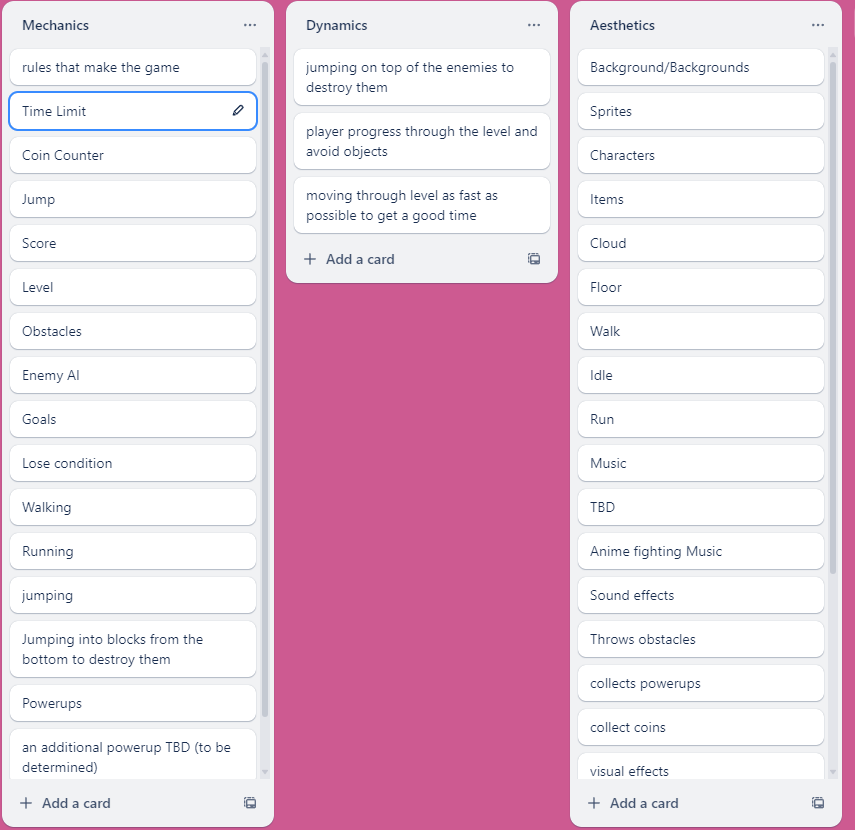 Mechanics
rules that make the game
Time Limit
Coin Counter
Jump
Score
Level
Obstacles
Enemy AI
Goals
Lose condition
Walking
Running
jumping
Jumping into blocks from the
bottom to destroy them
Powerups
an additional powerup TBD (to be
determined)
Add a card
Dynamics
jumping on top of the enemies to
destroy them
player progress through the level and
avoid objects
moving through level as fast as
possible to get a good time
Add a card
Aesthetics
Background/Backgrounds
Sprites
Characters
Items
Cloud
Floor
Walk
Idle
Run
Music
TBD
Anime fighting Music
Sound effects
Throws obstacles
collects powerups
collect coins
visual effects
Add a card